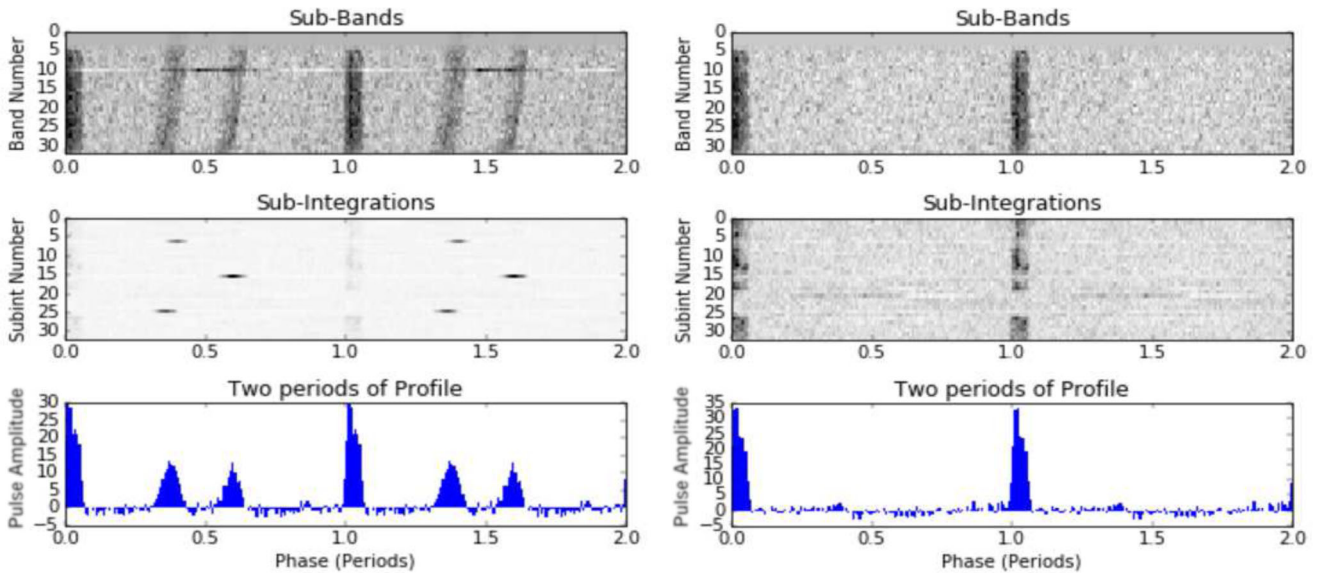 Sub-Bands
Band Number
0
5
10
15
20
25
30
0.0 0.5 1.0 1.5 2.0
Sub-Integrations
Subint Number
0
5
10
15
20
25
30
0.0 0.5 1.0 1.5 2.0
Two periods of Profile
Pulse Amplitude
30
25
20
15
10
5
0
−5
0.0 0.5 1.0 1.5 2.0
Phase (Periods)
Sub-Bands
Band Number
0
5
10
15
20
25
30
0.0 0.5 1.0 1.5 2.0
Sub-Integrations
Subint Number
0
5
10
15
20
25
30
0.0 0.5 1.0 1.5 2.0
Two periods of Profile
Pulse Amplitude
35
30
25
20
15
10
5
0
−5
0.0 0.5 1.0 1.5 2.0
Phase (Periods)